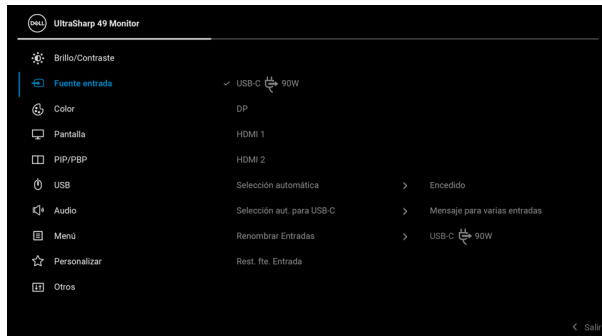 DELL UltraSharp 49 Monitor
Brillo/Contraste
Fuente entrada USB-C 90W
Color DP
Pantalla HDMI 1
PIP/PBP HDMI 2
USB Selección automática Encedido
Audio Selección aut. para USB-C Mensaje para varias entradas
Menú Renombrar Entradas USB-C 90W
Personalizar Rest. fte. Entrada
Otros
Salir